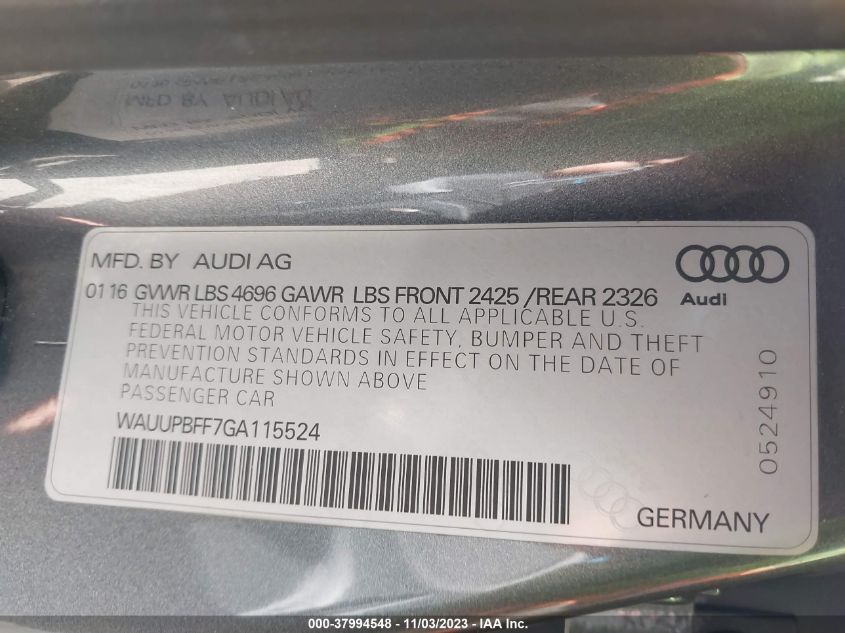 MFD. BY AUDI AG
01 16 GVWR LBS 4696 GAWR LBS FRONT 2425 /REAR 2326
Audi
THIS VEHICLE CONFORMS TO ALL APPLICABLE U.S.
FEDERAL MOTOR VEHICLE SAFETY, BUMPER AND THEFT
PREVENTION STANDARDS IN EFFECT ON THE DATE OF
MANUFACTURE SHOWN ABOVE
PASSENGER CAR
WAUUPBFF7GA115524
0524910
GERMANY
000-37994548 - 11/03/2023 - IAA Inc.